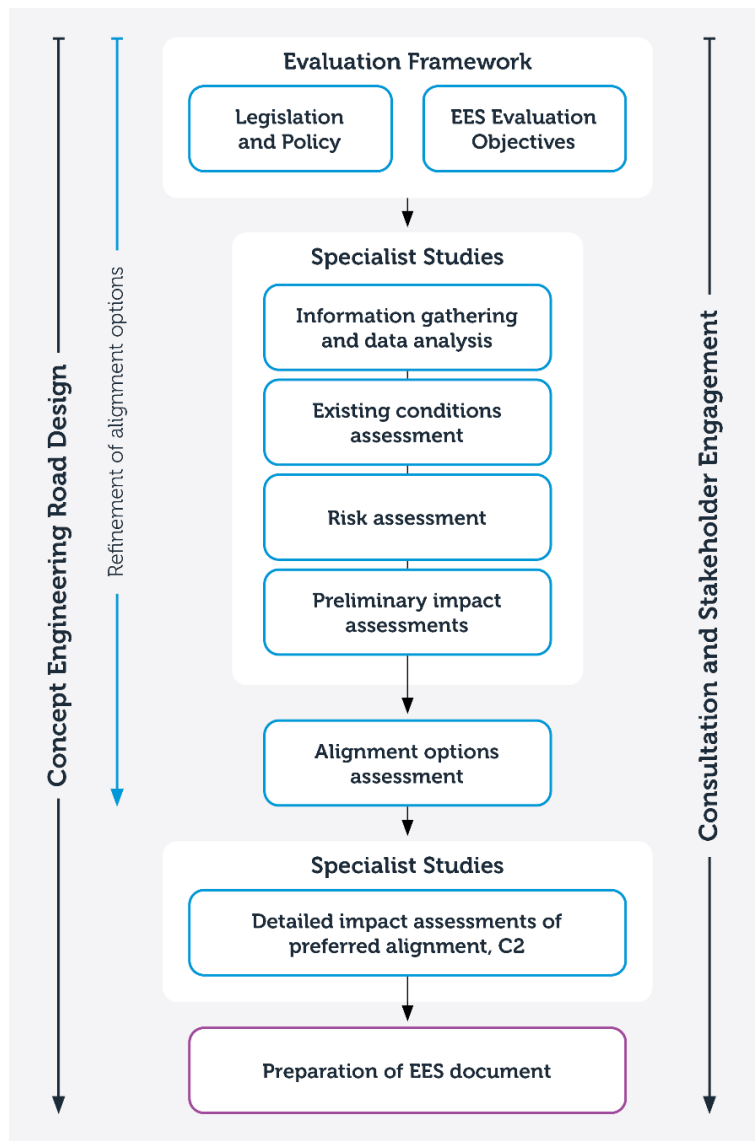 Evaluation Framework
Legislation
and Policy
EES Evaluation
Objectives
Specialist Studies
Information gathering
and data analysis
Existing conditions
assessment
Risk assessment
Preliminary impact
assessments
Alignment options
assessment
Specialist Studies
Detailed impact assessments of
preferred alignment, C2
Preparation of EES document
Concept Engineering Road Design
Refinement of alignment options
Consultation and Stakeholder Engagement